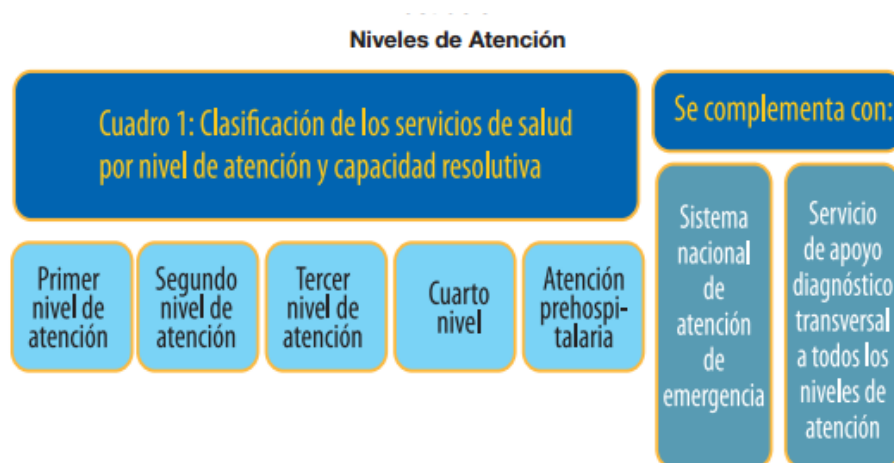 Niveles de Atención
Cuadro 1: Clasificación de los servicios de salud
por nivel de atención y capacidad resolutiva
Se complementa con:
Primer
nivel de
atención
Segundo
nivel de
atención
Tercer
nivel de
atención
Cuarto
nivel
Atención
prehospi-
talaria
Sistema
nacional
de
atención
de
emergencia
Servicio
de apoyo
diagnóstico
transversal
a todos los
niveles de
atención